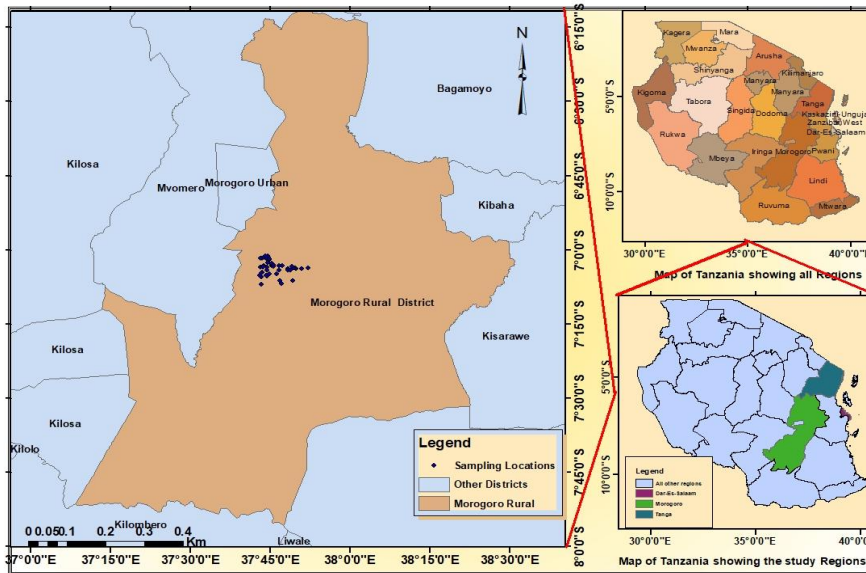 N
Bagamoyo
Kilosa
Mvomero
Morogoro Urban
Kibaha
Morogoro Rural District
Kisarawe
Kilosa
Kilosa
Kilolo
Kilombero
Liwale
Legend
Sampling Locations
Other Districts
Morogoro Rural
0 0.05 0.1 0.2 0.3 0.4
Km
37°0'0"E 37°15'0"E 37°30'0"E 37°45'0"E 38°0'0"E 38°15'0"E 38°30'0"E
6°15'0"S
6°30'0"S
6°45'0"S
7°0'0"S
7°15'0"S
7°30'0"S
7°45'0"S
8°0'0"S
Kagera
Mara
Mwanza
Arusha
Shinyanga
Kilimanjaro
Manyara
Manyara
Kigoma
Tabora
Singida
Dodoma
Tanga
Kaskazini-Unguja
Zanzibar West
Dar-Es-Salaam
Rukwa
Iringa
Morogoro
Pwani
Mbeya
Lindi
Ruvuma
Mtwara
5°0'0"S
10°0'0"S
30°0'0"E 35°0'0"E 40°0'0"E
Map of Tanzania showing all Regions
5°0'0"S
10°0'0"S
Legend
All other regions
Dar-Es-Salaam
Morogoro
Tanga
30°0'0"E 35°0'0"E 40°0'0"E
Map of Tanzania showing the study Regions